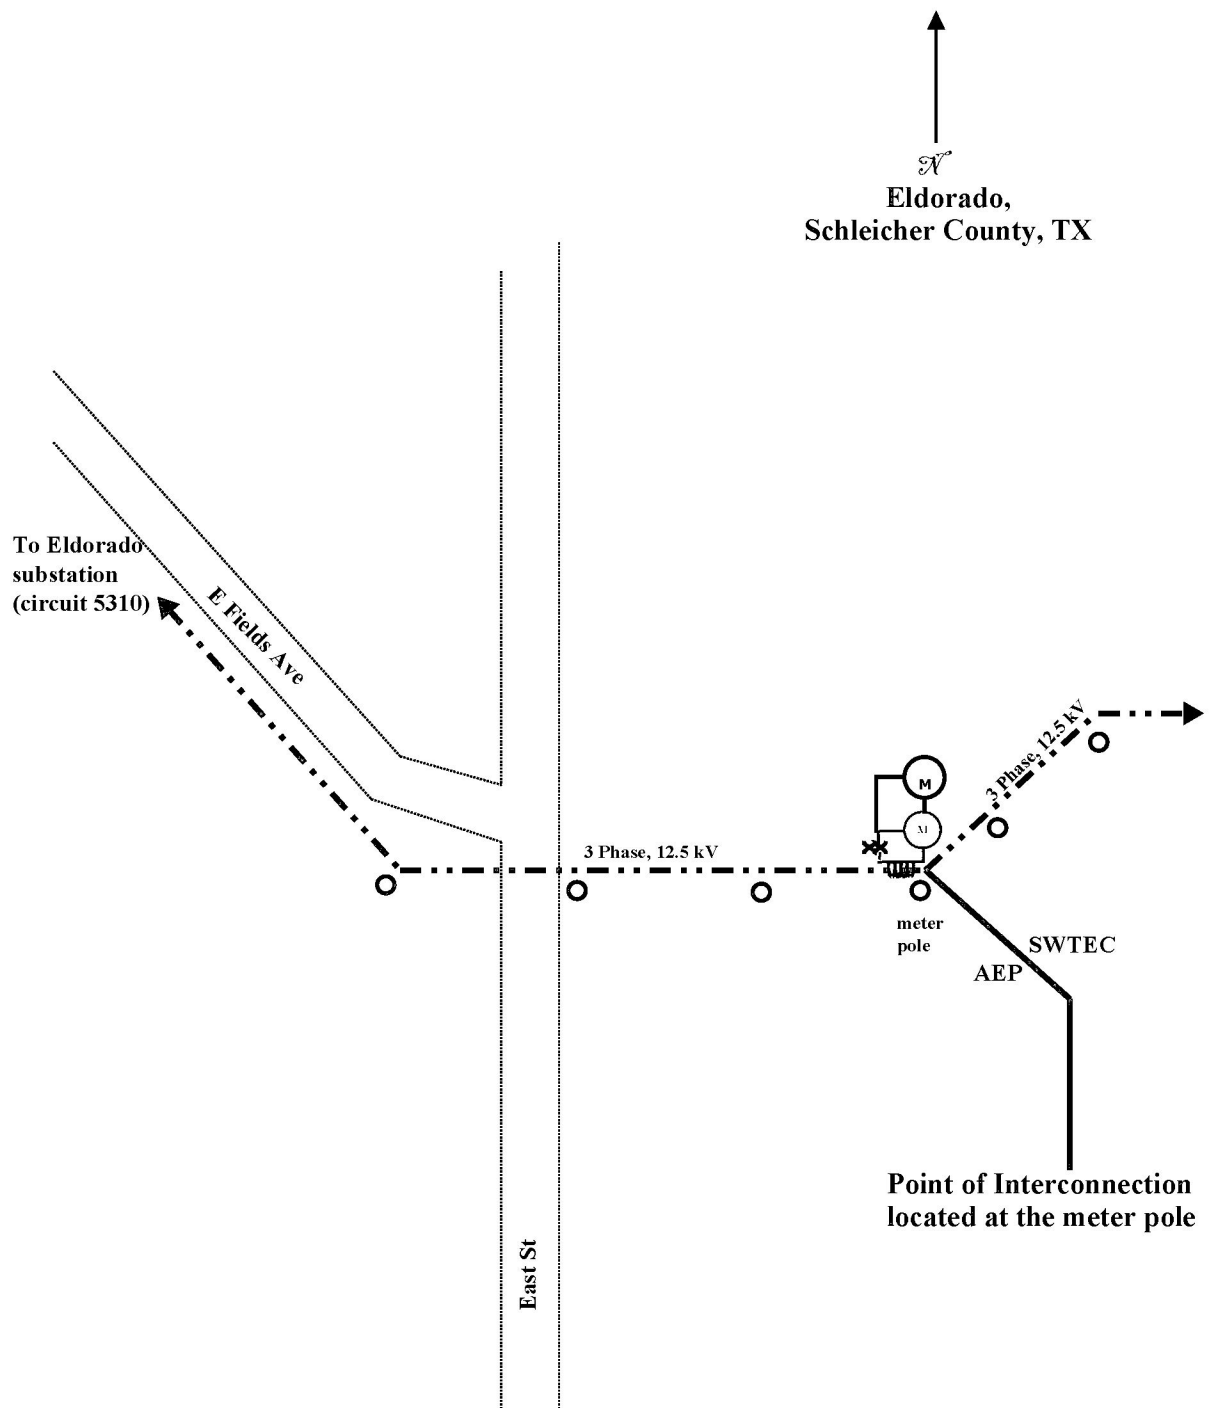 N
Eldorado,
Schleicher County, TX
To Eldorado
substation
(circuit 5310)
E Fields Ave
3 Phase, 12.5 kV
3 Phase, 12.5 kV
M
M
meter
pole
SWTEC
AEP
Point of Interconnection
located at the meter pole
East St